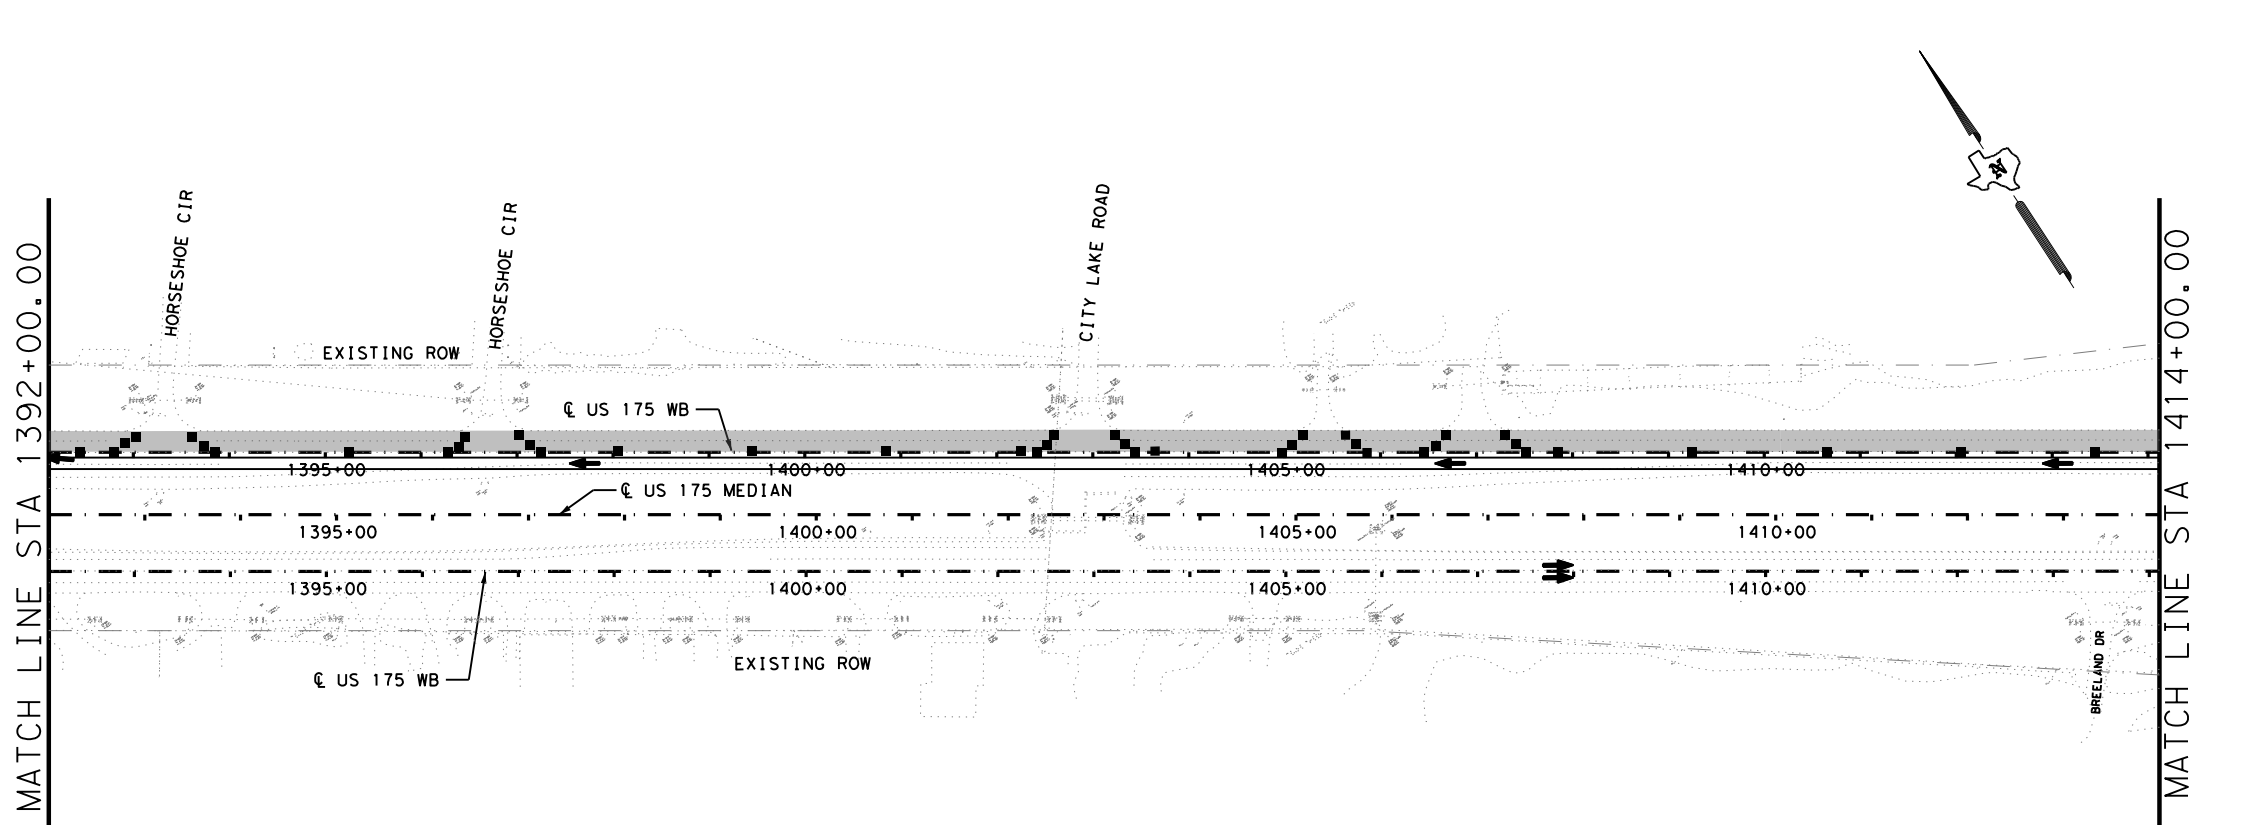 HORSESHOE CIR
HORSESHOE CIR
CITY LAKE ROAD
N
EXISTING ROW
℄ US 175 WB
1395+00
1400+00
1405+00
1410+00
℄ US 175 MEDIAN
1395+00
1400+00
1405+00
1410+00
1395+00
1400+00
1405+00
1410+00
EXISTING ROW
℄ US 175 WB
BREELAND DR
MATCH LINE STA 1392+00.00
MATCH LINE STA 1414+00.00